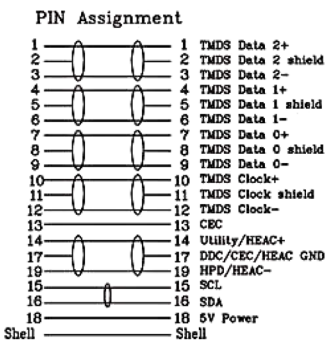 PIN Assignment
1 1 TMDS Data 2+
2 2 TMDS Data 2 shield
3 3 TMDS Data 2-
4 4 TMDS Data 1+
5 5 TMDS Data 1 shield
6 6 TMDS Data 1-
7 7 TMDS Data 0+
8 8 TMDS Data 0 shield
9 9 TMDS Data 0-
10 10 TMDS Clock+
11 11 TMDS Clock shield
12 12 TMDS Clock-
13 13 CEC
14 14 Utility/HEAC+
17 17 DDC/CEC/HEAC GND
19 19 HPD/HEAC-
15 15 SCL
16 16 SDA
18 18 5V Power
Shell Shell